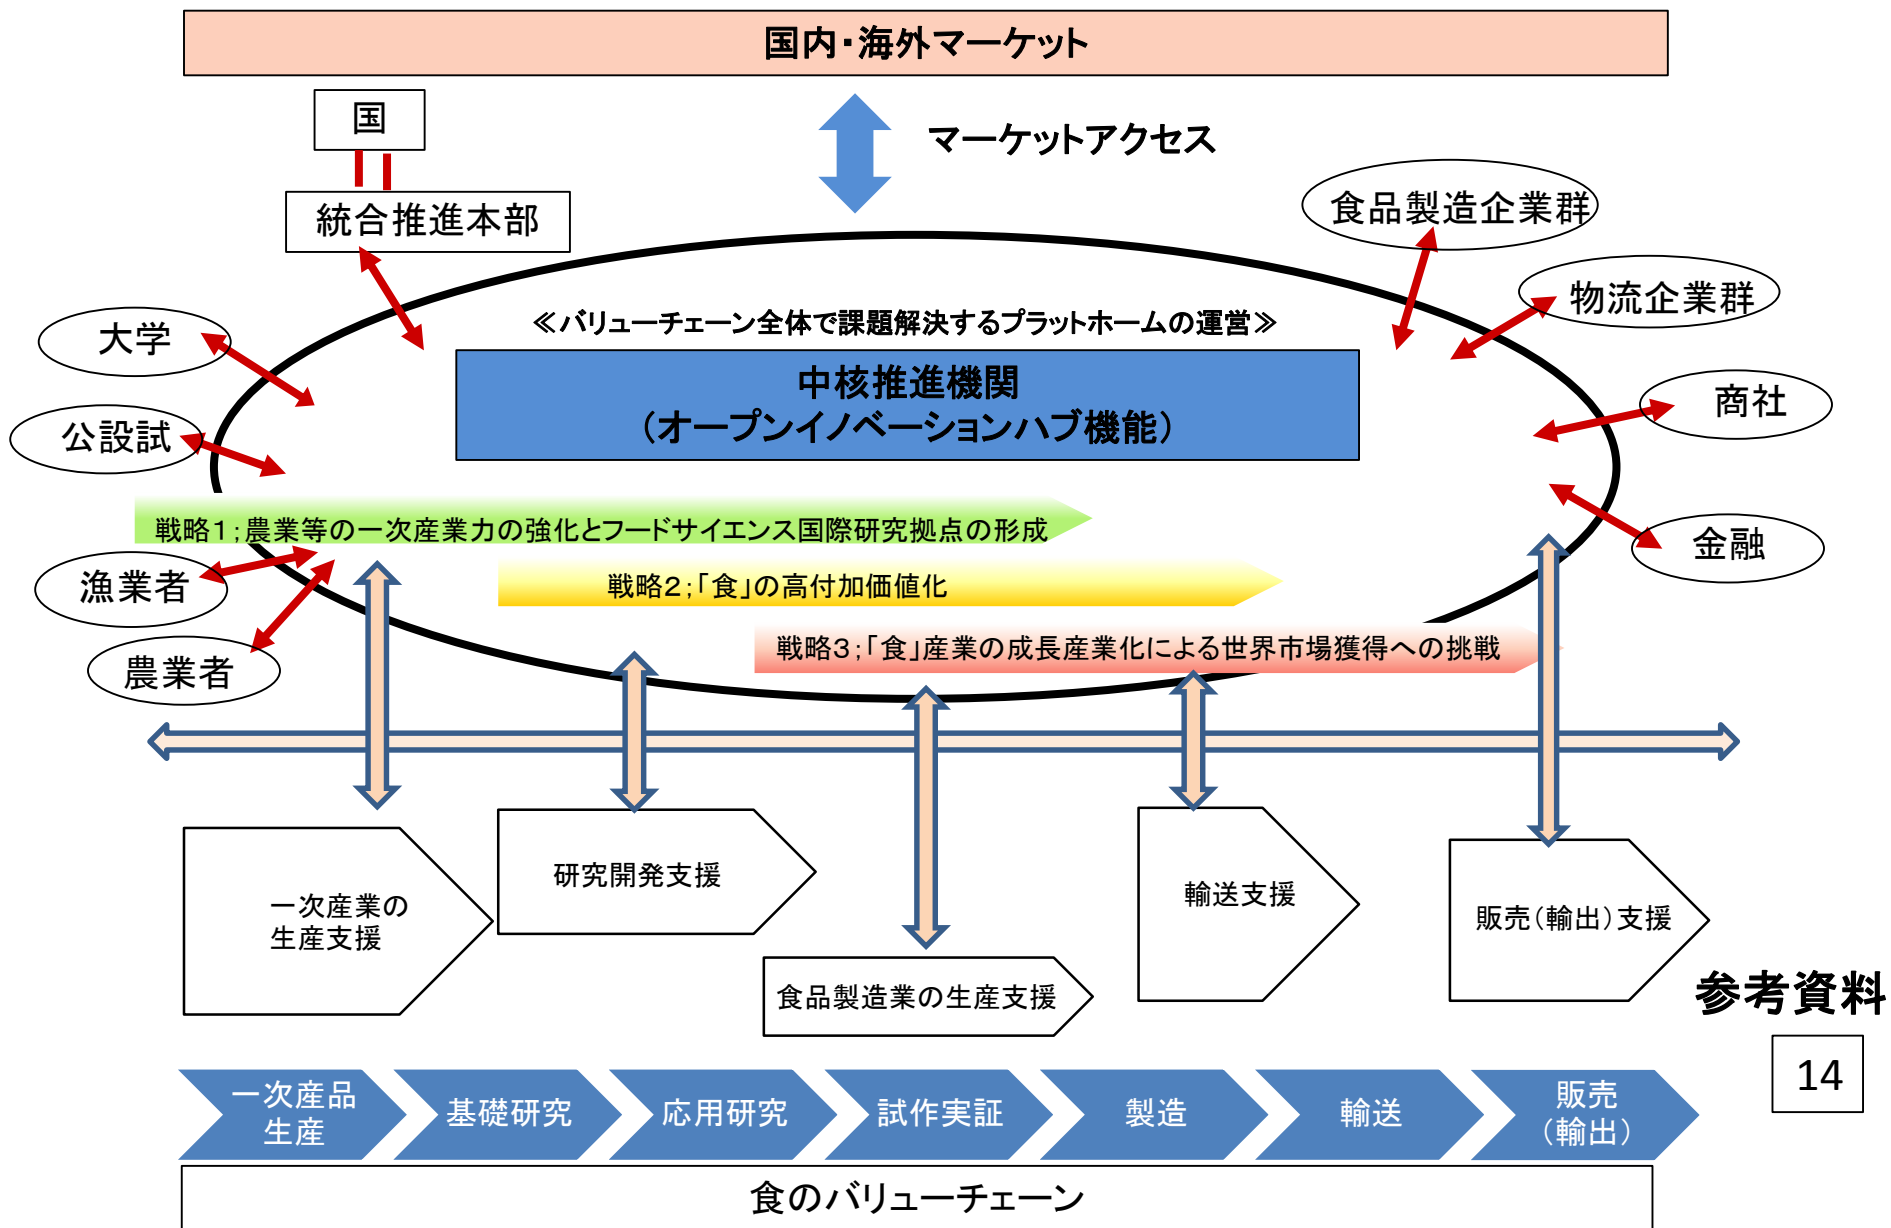 国内・海外マーケット
国
マーケットアクセス
統合推進本部
食品製造企業群
物流企業群
大学
≪バリューチェーン全体で課題解決するプラットホームの運営≫
中核推進機関
（オープンイノベーションハブ機能）
商社
公設試
戦略１；農業等の一次産業力の強化とフードサイエンス国際研究拠点の形成
金融
漁業者
戦略２；「食」の高付加価値化
農業者
戦略３；「食」産業の成長産業化による世界市場獲得への挑戦
一次産業の
生産支援
研究開発支援
食品製造業の生産支援
輸送支援
販売（輸出）支援
参考資料
14
一次産品
生産
基礎研究
応用研究
試作実証
製造
輸送
販売
（輸出）
食のバリューチェーン